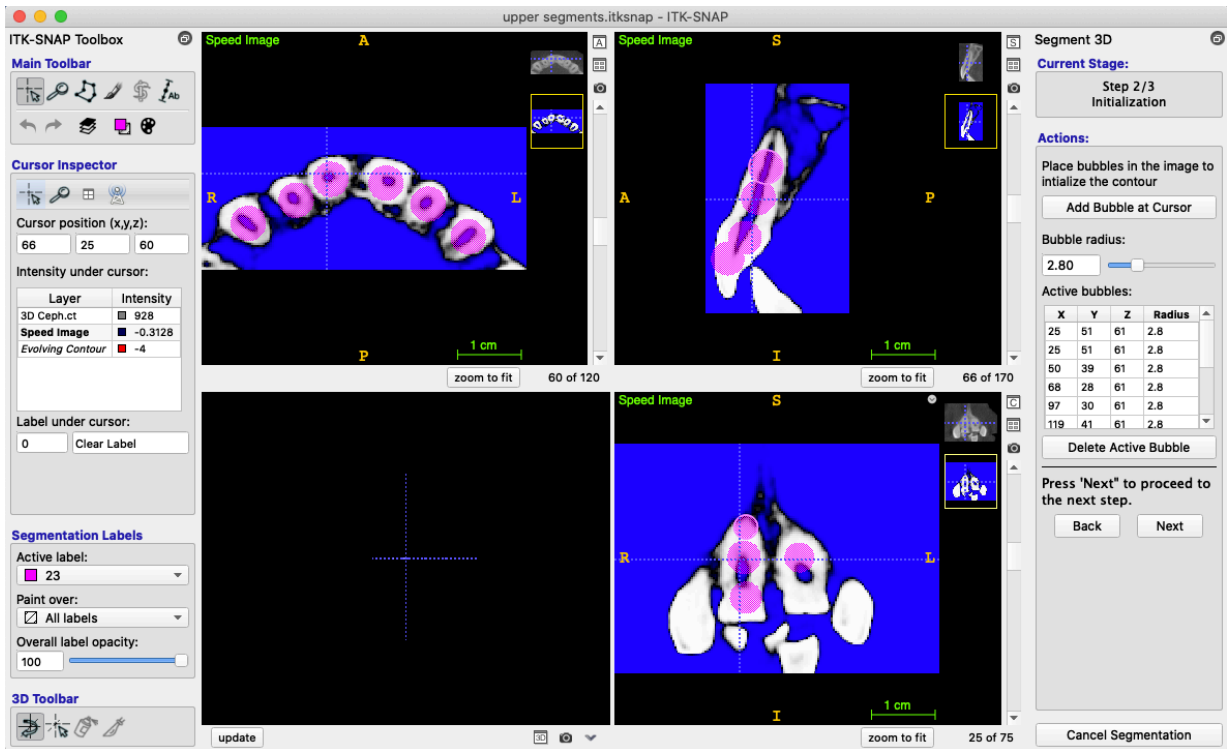 upper segments.itksnap - ITK-SNAP
ITK-SNAP Toolbox
Main Toolbar
Ab
Cursor Inspector
Cursor position (x,y,z):
66 25 60
Intensity under cursor:
Layer Intensity
3D Ceph.ct 928
Speed Image -0.3128
Evolving Contour -4
Label under cursor:
0 Clear Label
Segmentation Labels
Active label:
23
Paint over:
All labels
Overall label opacity:
100
3D Toolbar
Speed Image
A
R
L
P
1 cm
zoom to fit 60 of 120
A
Speed Image
S
A
P
I
1 cm
zoom to fit 66 of 170
S
update
3D
Speed Image
S
R
L
I
1 cm
zoom to fit 25 of 75
C
Segment 3D
Current Stage:
Step 2/3
Initialization
Actions:
Place bubbles in the image to
intialize the contour
Add Bubble at Cursor
Bubble radius:
2.80
Active bubbles:
X Y Z Radius
25 51 61 2.8
25 51 61 2.8
50 39 61 2.8
68 28 61 2.8
97 30 61 2.8
119 41 61 2.8
Delete Active Bubble
Press 'Next" to proceed to
the next step.
Back Next
Cancel Segmentation